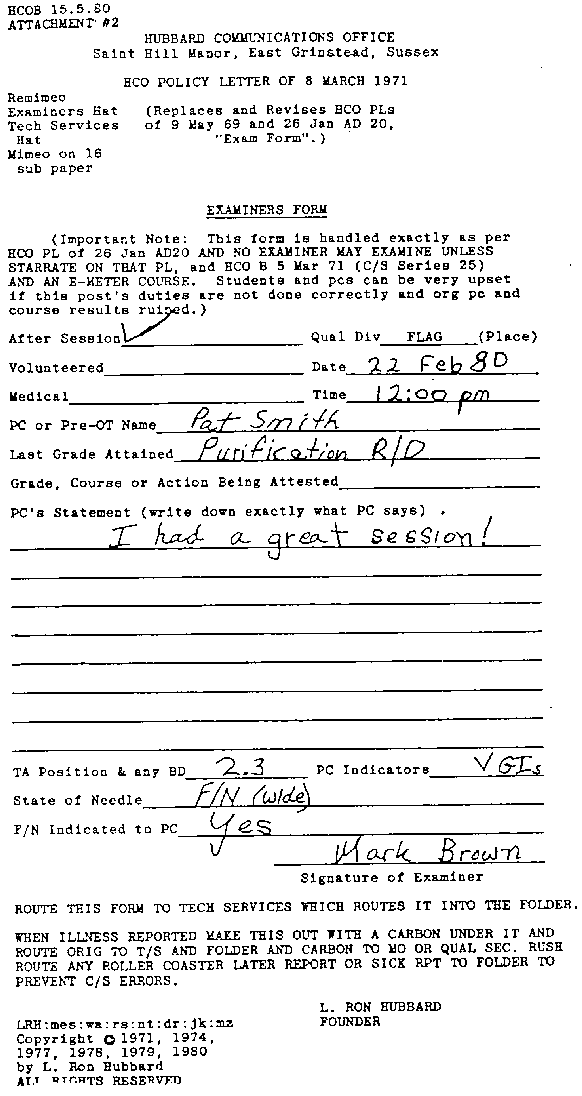 HCOB 15.5.80
ATTACHMENT #2
HUBBARD COMMUNICATIONS OFFICE
Saint Hill Manor, East Grinstead, Sussex
HCO POLICY LETTER OF 8 MARCH 1971
Remimeo
Examiners Hat (Replaces and Revises HCO PLs
Tech Services of 9 May 69 and 26 Jan AD 20,
Hat "Exam Form".)
Mimeo on 16
sub paper
EXAMINERS FORM
(Important Note: This form is handled exactly as per
HCO PL of 26 Jan AD20 AND NO EXAMINER MAY EXAMINE UNLESS
STARRATE ON THAT PL, and HCO B 5 Mar 71 (C/S Series 25)
AND AN E-METER COURSE. Students and pcs can be very upset
if this post's duties are not done correctly and org pc and
course results ruined.)
After Session ✓ Qual Div FLAG (Place)
Volunteered Date 22 Feb 80
Medical Time 12:00 pm
PC or Pre-OT Name Pat Smith
Last Grade Attained Purification R/D
Grade, Course or Action Being Attested
PC's Statement (write down exactly what PC says) .
I had a great session!
TA Position & any BD 2.3 PC Indicators VGIs
State of Needle F/N (wide)
F/N Indicated to PC Yes
Mark Brown
Signature of Examiner
ROUTE THIS FORM TO TECH SERVICES WHICH ROUTES IT INTO THE FOLDER.
WHEN ILLNESS REPORTED MAKE THIS OUT WITH A CARBON UNDER IT AND
ROUTE ORIG TO T/S AND FOLDER AND CARBON TO MO OR QUAL SEC. RUSH
ROUTE ANY ROLLER COASTER LATER REPORT OR SICK RPT TO FOLDER TO
PREVENT C/S ERRORS.
L. RON HUBBARD
FOUNDER
LRH:mes:wa:rs:nt:dr:jk:mz
Copyright © 1971, 1974,
1977, 1978, 1979, 1980
by L. Ron Hubbard
ALL RIGHTS RESERVED